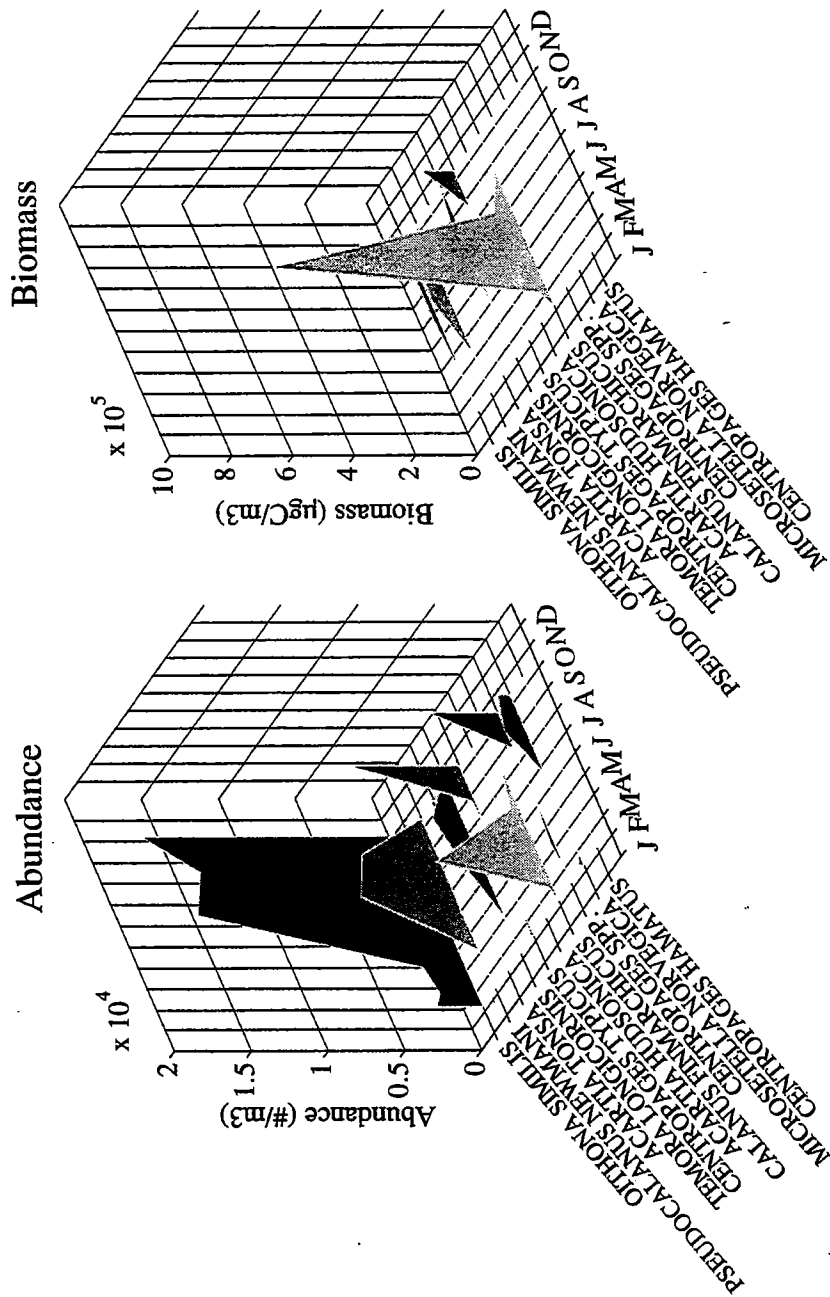 Abundance
x 10^4
2
1.5
1
0.5
0
Abundance (#/m3)
OITHONA SIMILIS
PSEUDOCALANUS NEWMANI
ACARTIA TONSA
TEMORA LONGICORNIS
CENTROPAGES TYPICUS
ACARTIA HUDSONICA
CALANUS FINMARCHICUS
CENTROPAGES SPP.
MICROSETELLA NORVEGICA
CENTROPAGES HAMATUS
J F M A M J J A S O N D
Biomass
x 10^5
10
8
6
4
2
0
Biomass (µgC/m3)
OITHONA SIMILIS
PSEUDOCALANUS NEWMANI
ACARTIA TONSA
TEMORA LONGICORNIS
CENTROPAGES TYPICUS
ACARTIA HUDSONICA
CALANUS FINMARCHICUS
CENTROPAGES SPP.
MICROSETELLA NORVEGICA
CENTROPAGES HAMATUS
J F M A M J J A S O N D